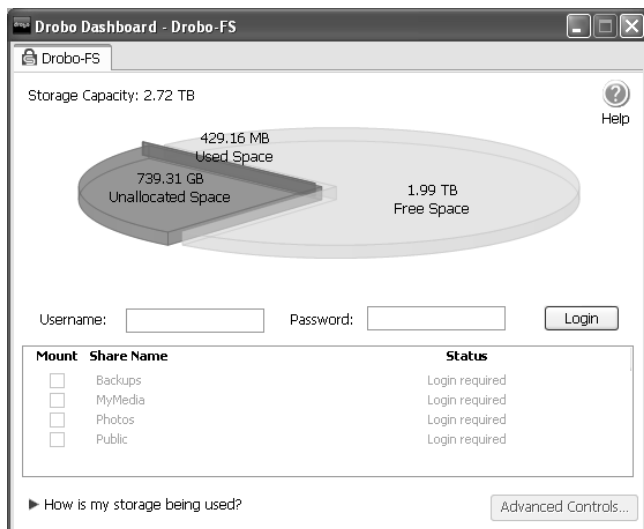 Drobo Dashboard - Drobo-FS
Drobo-FS
Storage Capacity: 2.72 TB
Help
429.16 MB
Used Space
739.31 GB
Unallocated Space
1.99 TB
Free Space
Username:
Password:
Login
Mount Share Name Status
Backups Login required
MyMedia Login required
Photos Login required
Public Login required
How is my storage being used?
Advanced Controls...